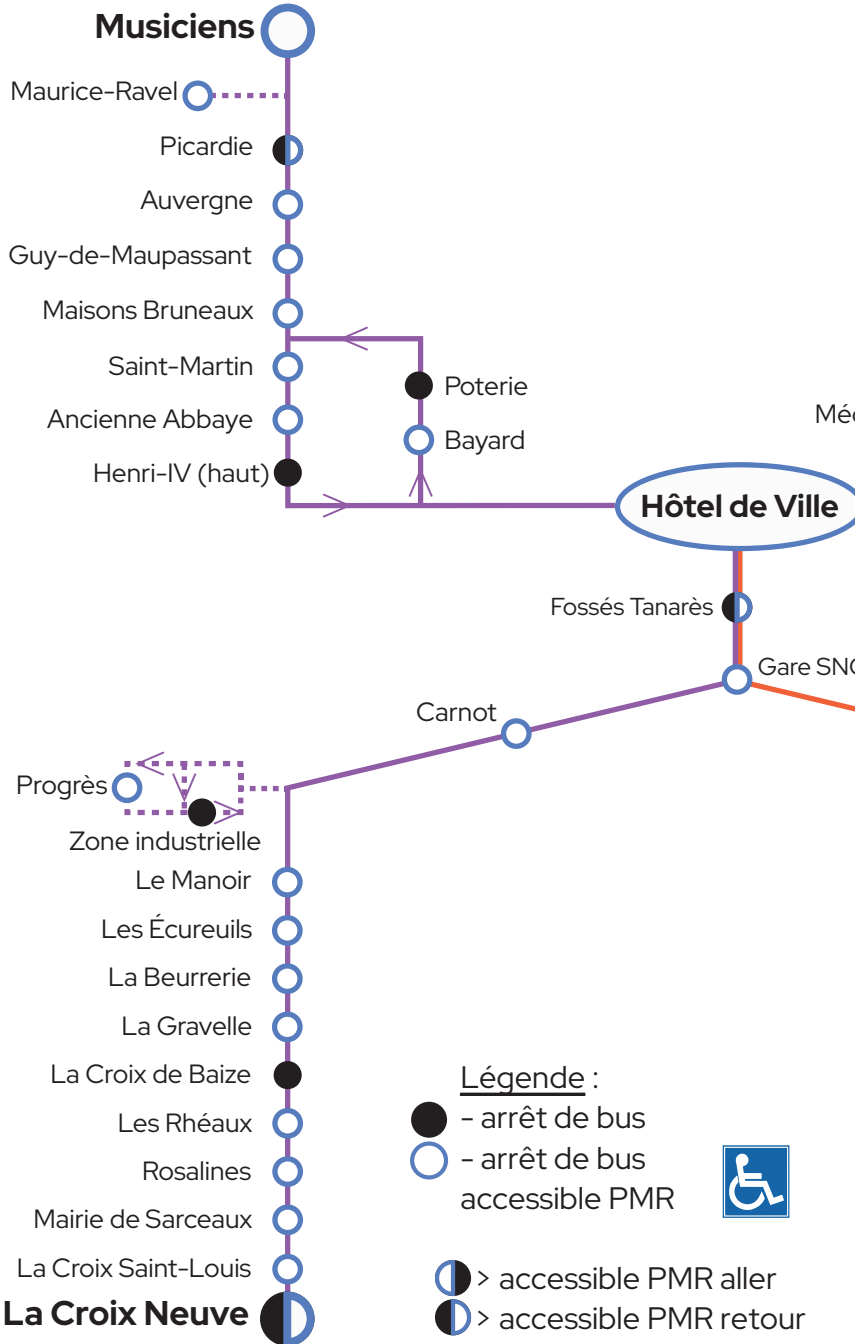 Musiciens
Maurice-Ravel
Picardie
Auvergne
Guy-de-Maupassant
Maisons Bruneaux
Saint-Martin
Poterie
Ancienne Abbaye
Bayard
Henri-IV (haut)
Hôtel de Ville
Fossés Tanarès
Gare
Carnot
Progrès
Zone industrielle
Le Manoir
Les Écureuils
La Beurrerie
La Gravelle
La Croix de Baize
Les Rhéaux
Rosalines
Mairie de Sarceaux
La Croix Saint-Louis
La Croix Neuve
Légende :
- arrêt de bus
- arrêt de bus
accessible PMR
> accessible PMR aller
> accessible PMR retour